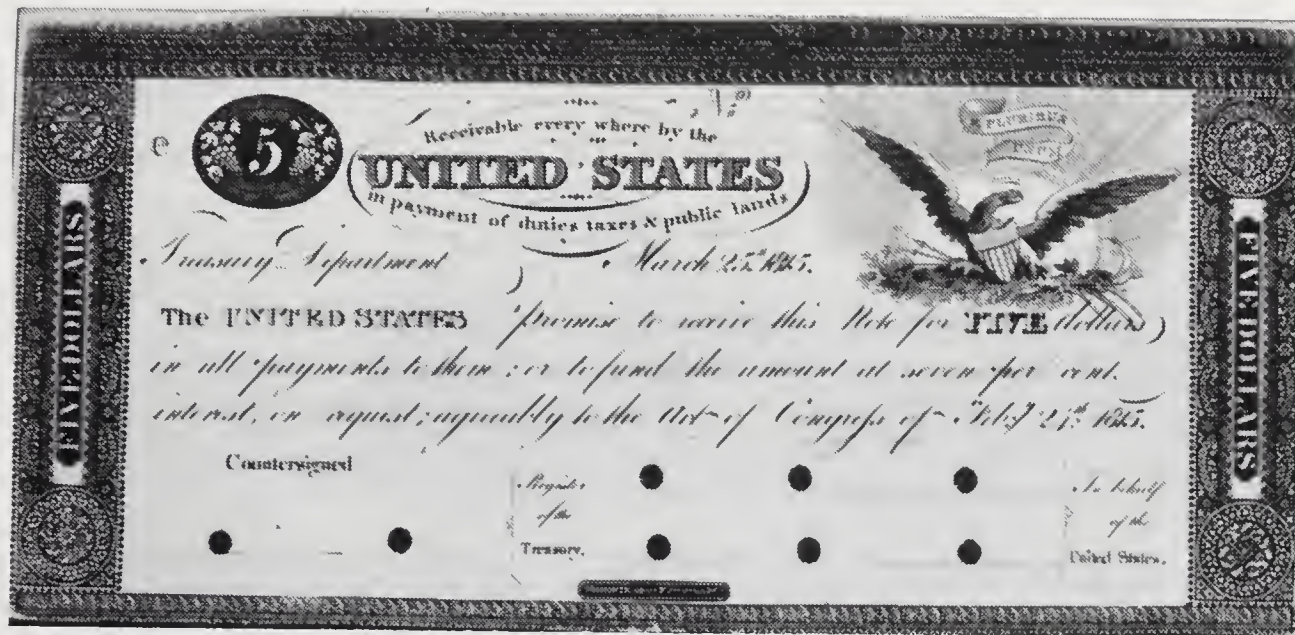 FIVE DOLLARS
e 5
No
Receivable every where by the
UNITED STATES
in payment of duties taxes & public lands
E PLURIBUS
Treasury Department March 25th 1815.
The UNITED STATES promise to receive this Note for FIVE dollars
in all payments to them; or to fund the amount at seven per cent.
interest, on request; agreeably to the Act of Congress of Feby 24th 1815.
Countersigned
Register
of the
Treasury.
In behalf
of the
United States.
FIVE DOLLARS